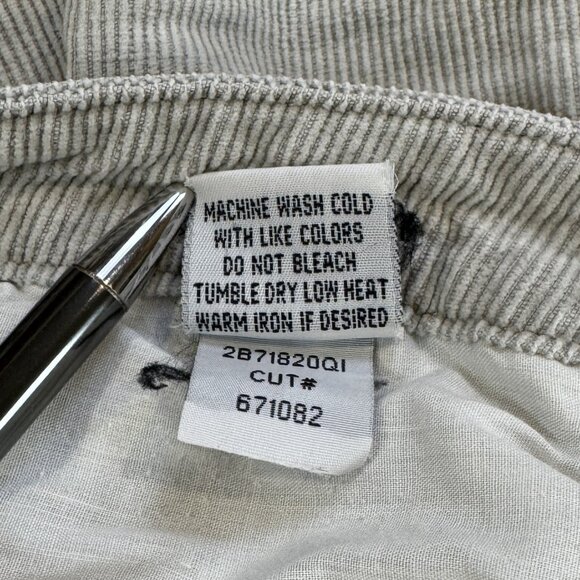 MACHINE WASH COLD
WITH LIKE COLORS
DO NOT BLEACH
TUMBLE DRY LOW HEAT
WARM IRON IF DESIRED
2B71820QI
CUT#
671082